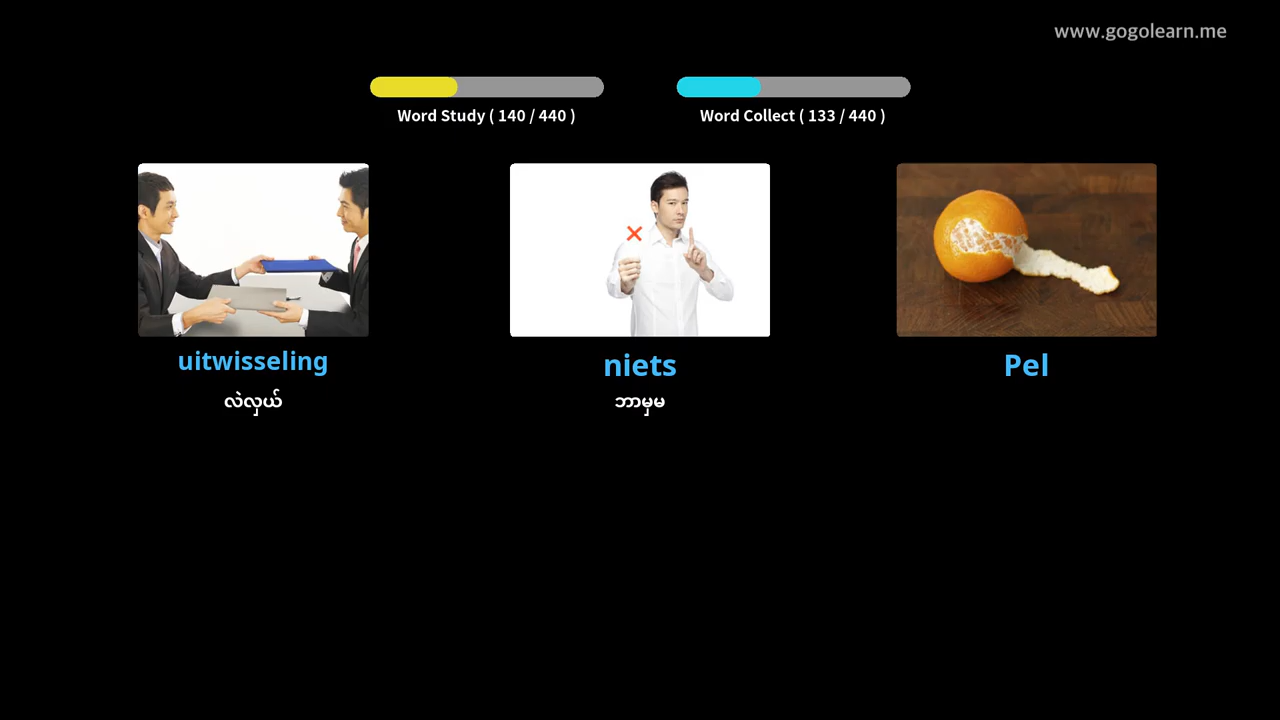 www.gogolearn.me
Word Study ( 140 / 440 )
Word Collect ( 133 / 440 )
uitwisseling
လဲလှယ်
niets
ဘာမှမ
Pel